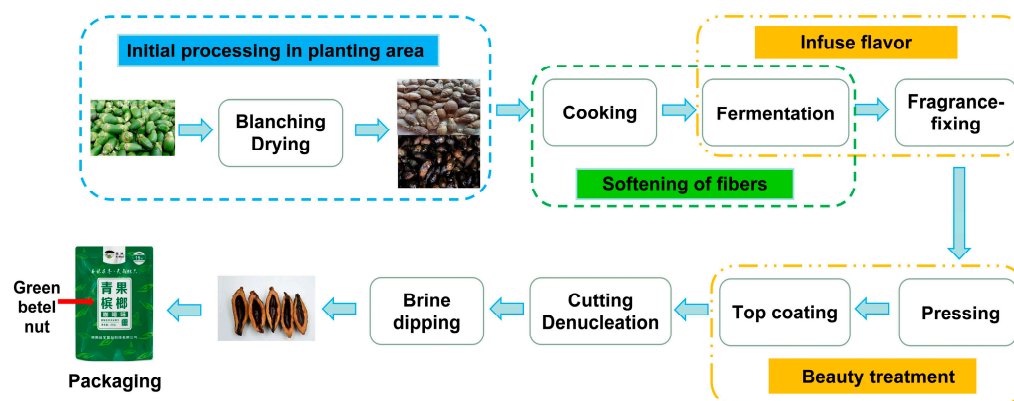 Initial processing in planting area
Infuse flavor
Blanching
Drying
Cooking
Fermentation
Fragrance-
fixing
Softening of fibers
Green
betel
nut
青果
槟榔
Packaging
Brine
dipping
Cutting
Denucleation
Top coating
Pressing
Beauty treatment